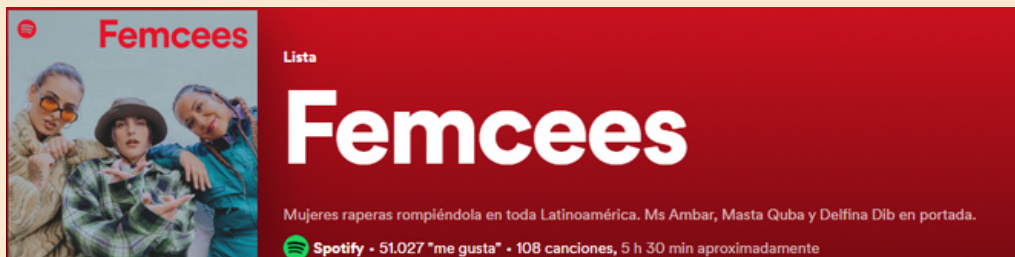 Femcees
Lista
Femcees
Mujeres raperas rompiéndola en toda Latinoamérica. Ms Ambar, Masta Quba y Delfina Dib en portada.
Spotify • 51.027 "me gusta" • 108 canciones, 5 h 30 min aproximadamente